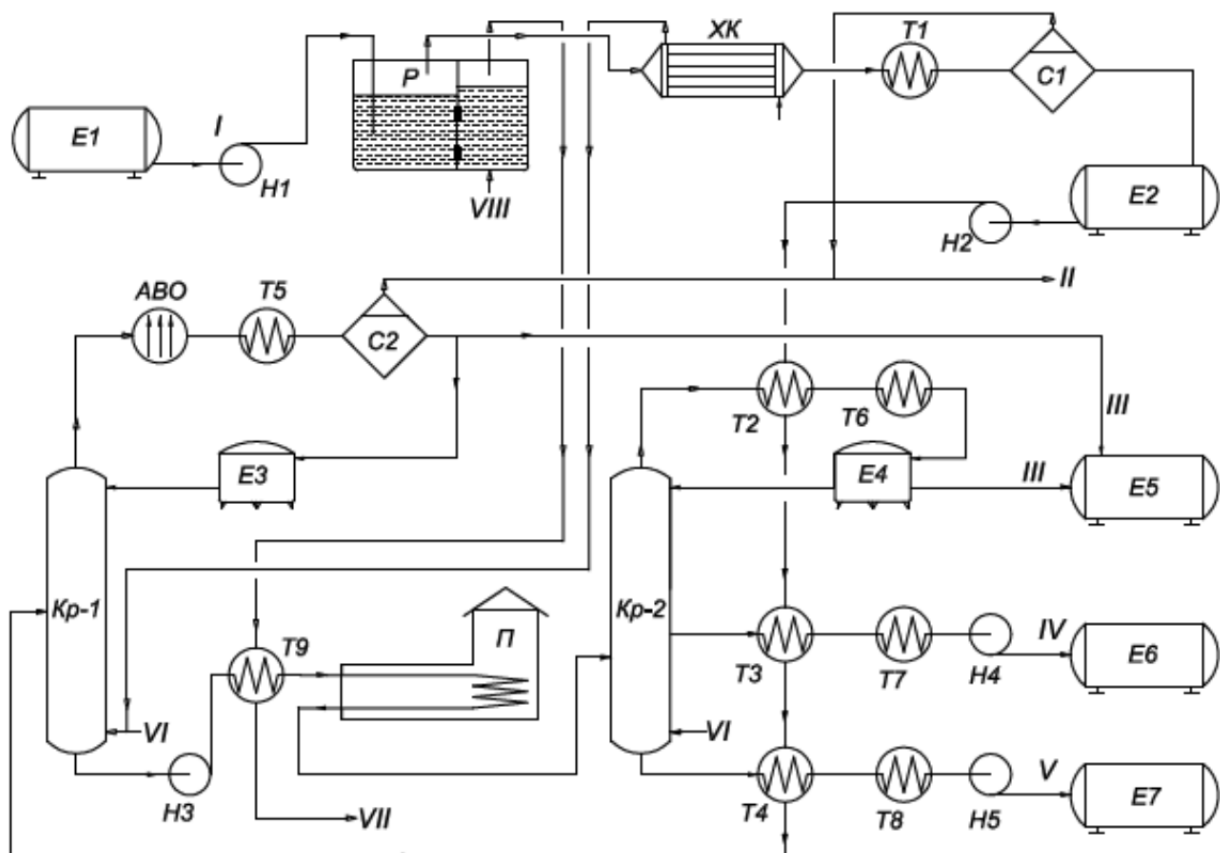 ХК
Т1
С1
Р
Е1
I
Н1
VIII
Е2
Н2
II
АВО
Т5
С2
Т2
Т6
III
Е3
Е4
III
Е5
Кр-1
Т9
П
Кр-2
Т3
Т7
Н4
IV
Е6
VI
Н3
VII
VI
Т4
Т8
Н5
V
Е7